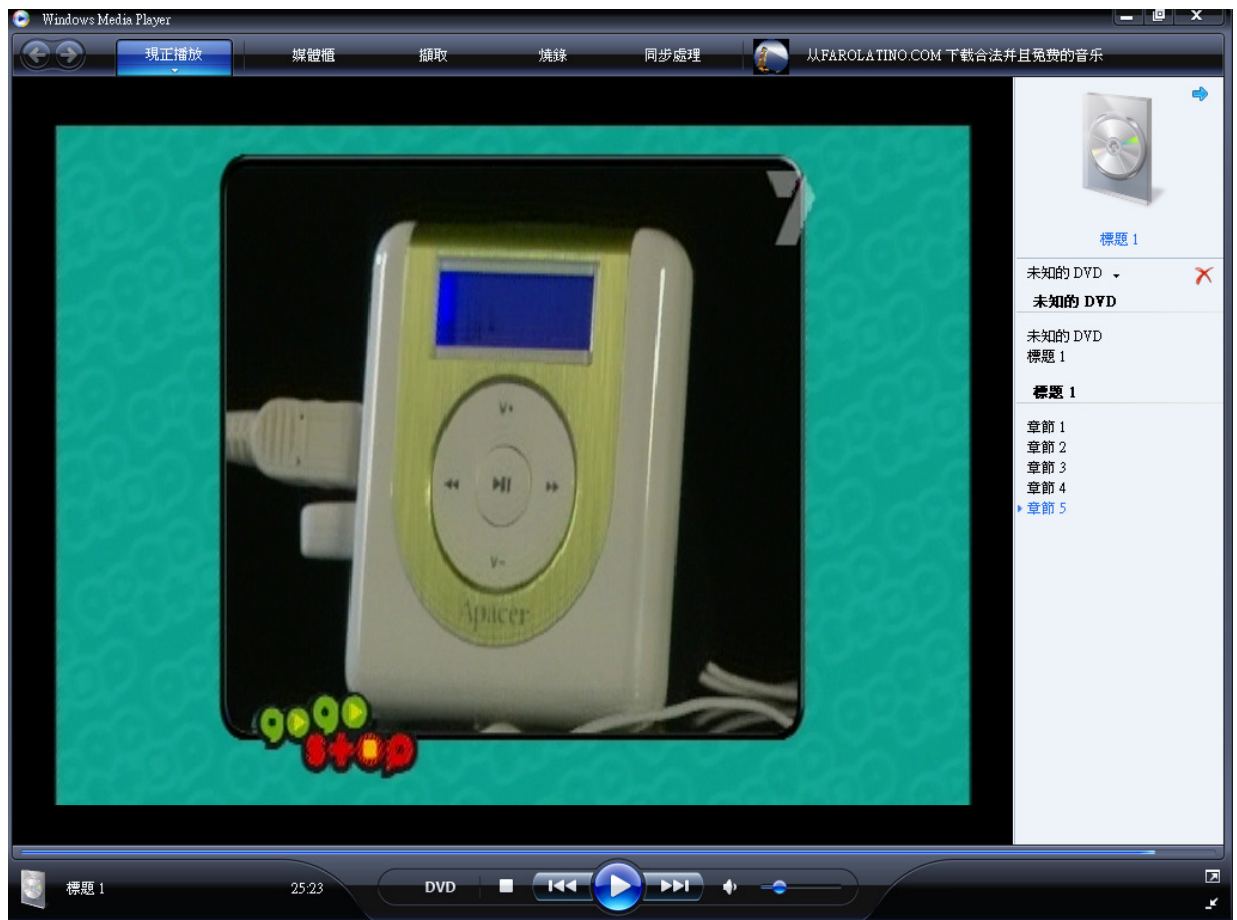 Windows Media Player
現正播放 媒體櫃 擷取 燒錄 同步處理 从FAROLATINO.COM 下载合法并且免费的音乐
7
標題 1
未知的 DVD
未知的 DVD
未知的 DVD
標題 1
標題 1
章節 1
章節 2
章節 3
章節 4
章節 5
V+
V-
Apacer
go go
stop
標題 1 25:23 DVD